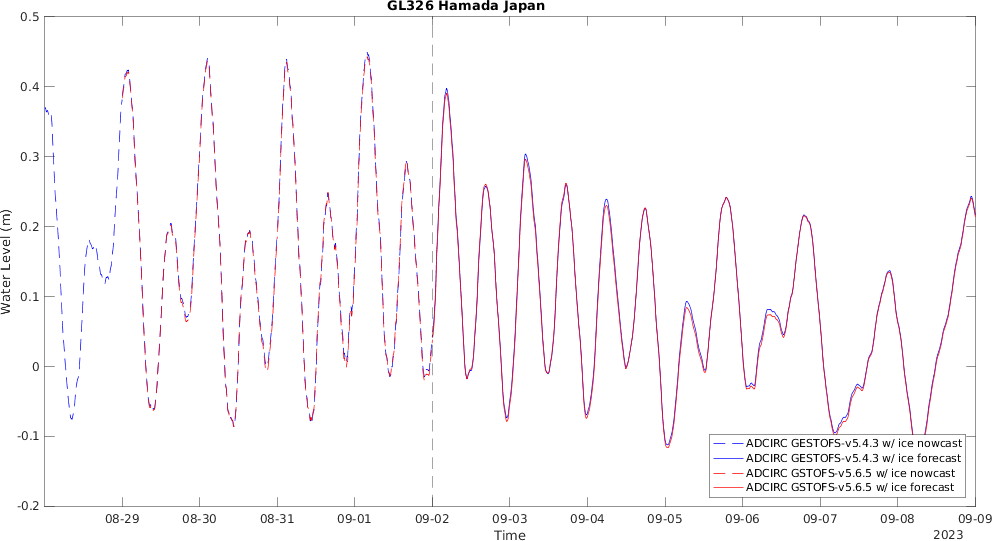 GL326 Hamada Japan
0.5
0.4
0.3
0.2
0.1
0
-0.1
-0.2
Water Level (m)
ADCIRC GESTOFS-v5.4.3 w/ ice nowcast
ADCIRC GESTOFS-v5.4.3 w/ ice forecast
ADCIRC GSTOFS-v5.6.5 w/ ice nowcast
ADCIRC GSTOFS-v5.6.5 w/ ice forecast
08-29 08-30 08-31 09-01 09-02 09-03 09-04 09-05 09-06 09-07 09-08 09-09
Time
2023